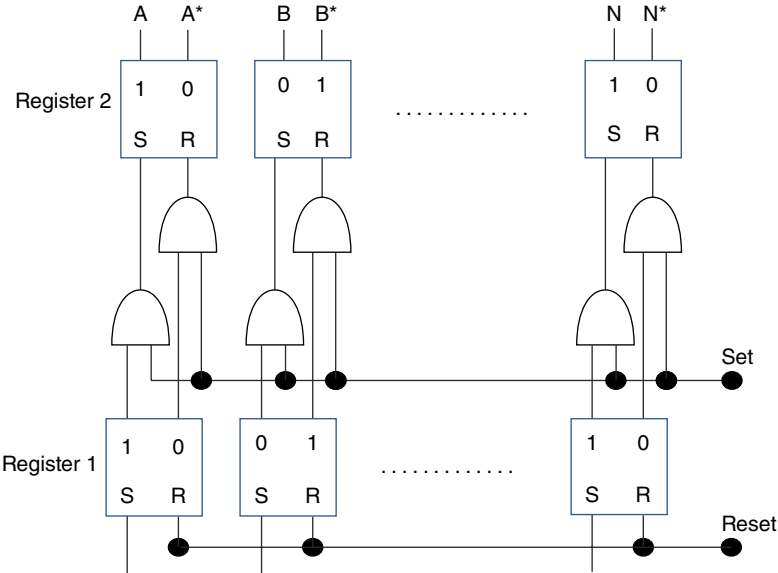 A A* B B* N N*
Register 2
1 0 0 1 1 0
S R S R S R
Set
Register 1
1 0 0 1 1 0
S R S R S R
Reset